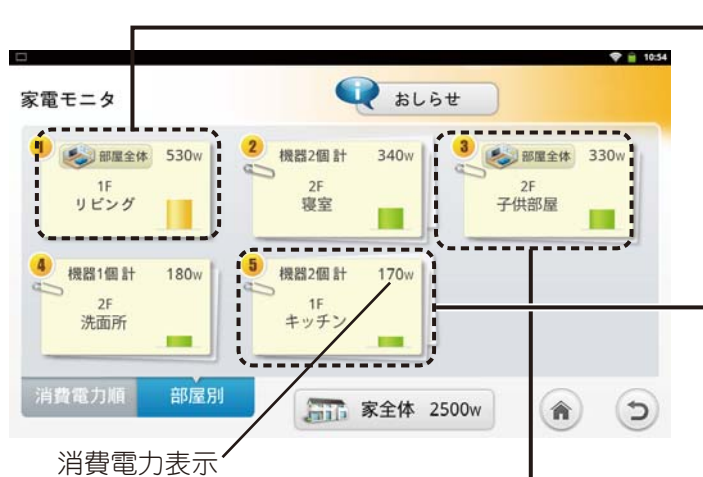 10:54
家電モニタ
おしらせ
1
部屋全体 530w
1F
リビング
2
機器2個 計 340w
2F
寝室
3
部屋全体 330w
2F
子供部屋
4
機器1個 計 180w
2F
洗面所
5
機器2個 計 170w
1F
キッチン
消費電力順
部屋別
家全体 2500w
消費電力表示